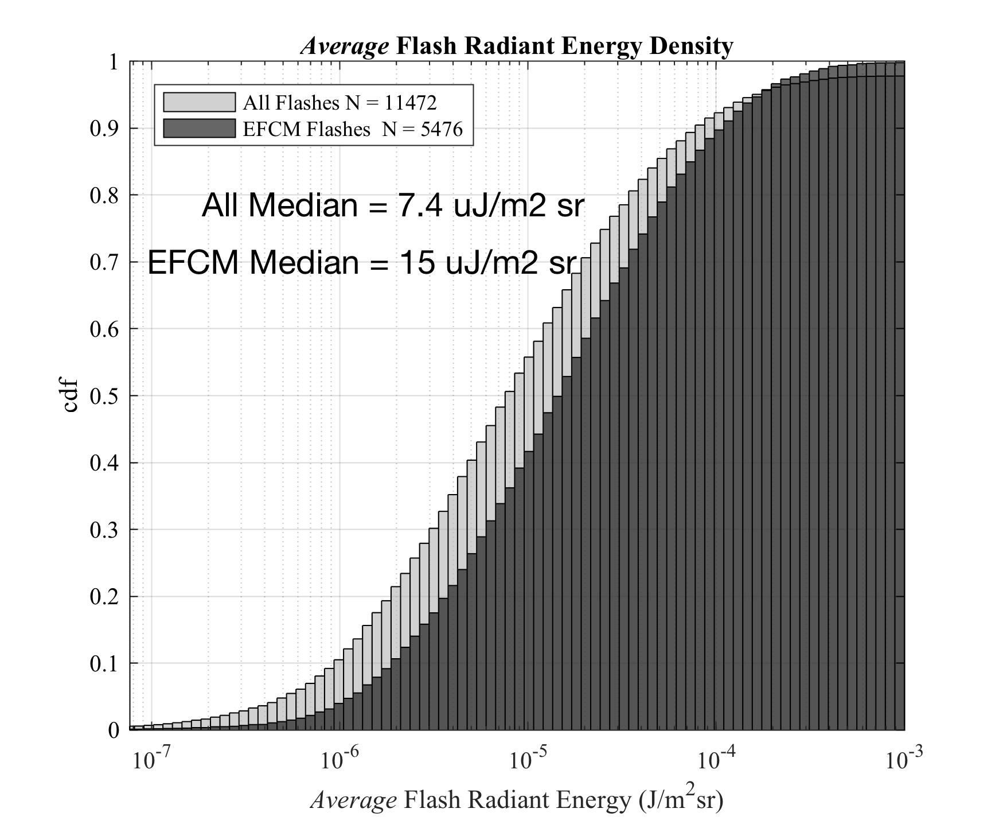 Average Flash Radiant Energy Density
1
All Flashes N = 11472
EFCM Flashes  N = 5476
0.9
0.8
All Median = 7.4 uJ/m2 sr
0.7
EFCM Median = 15 uJ/m2 sr
0.6
0.5
cdf
0.4
0.3
0.2
0.1
0
10^-7 10^-6 10^-5 10^-4 10^-3
Average Flash Radiant Energy (J/m^2sr)